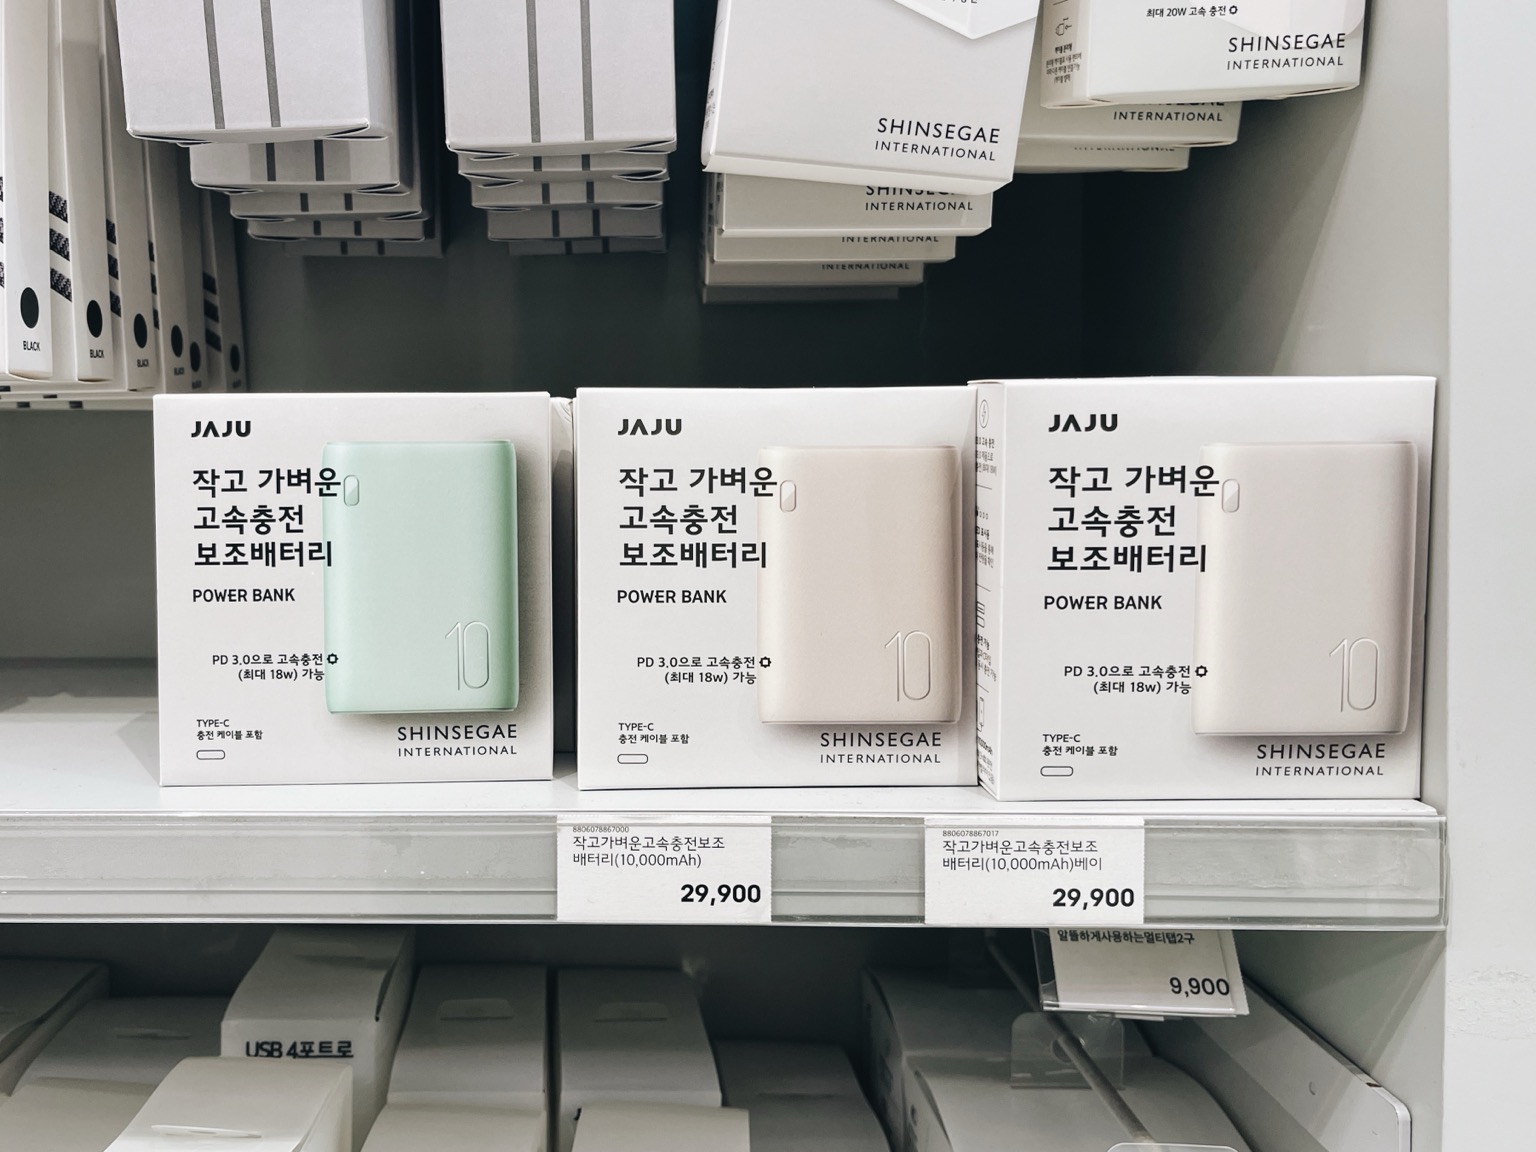 최대 20W 고속 충전
SHINSEGAE
INTERNATIONAL
SHINSEGAE
INTERNATIONAL
INTERNATIONAL
SHINSEGAE
INTERNATIONAL
INTERNATIONAL
INTERNATIONAL
INTERNATIONAL
BLACK
BLACK
BLACK
JAJU
작고 가벼운
고속충전
보조배터리
POWER BANK
PD 3.0으로 고속충전
(최대 18w) 가능
TYPE-C
충전 케이블 포함
10
SHINSEGAE
INTERNATIONAL
JAJU
작고 가벼운
고속충전
보조배터리
POWER BANK
PD 3.0으로 고속충전
(최대 18w) 가능
TYPE-C
충전 케이블 포함
10
SHINSEGAE
INTERNATIONAL
JAJU
작고 가벼운
고속충전
보조배터리
POWER BANK
PD 3.0으로 고속충전
(최대 18w) 가능
TYPE-C
충전 케이블 포함
10
SHINSEGAE
INTERNATIONAL
8806078867000
작고가벼운고속충전보조
배터리(10,000mAh)
29,900
8806078867017
작고가벼운고속충전보조
배터리(10,000mAh)베이
29,900
알뜰하게사용하는멀티탭2구
9,900
USB 4포트로